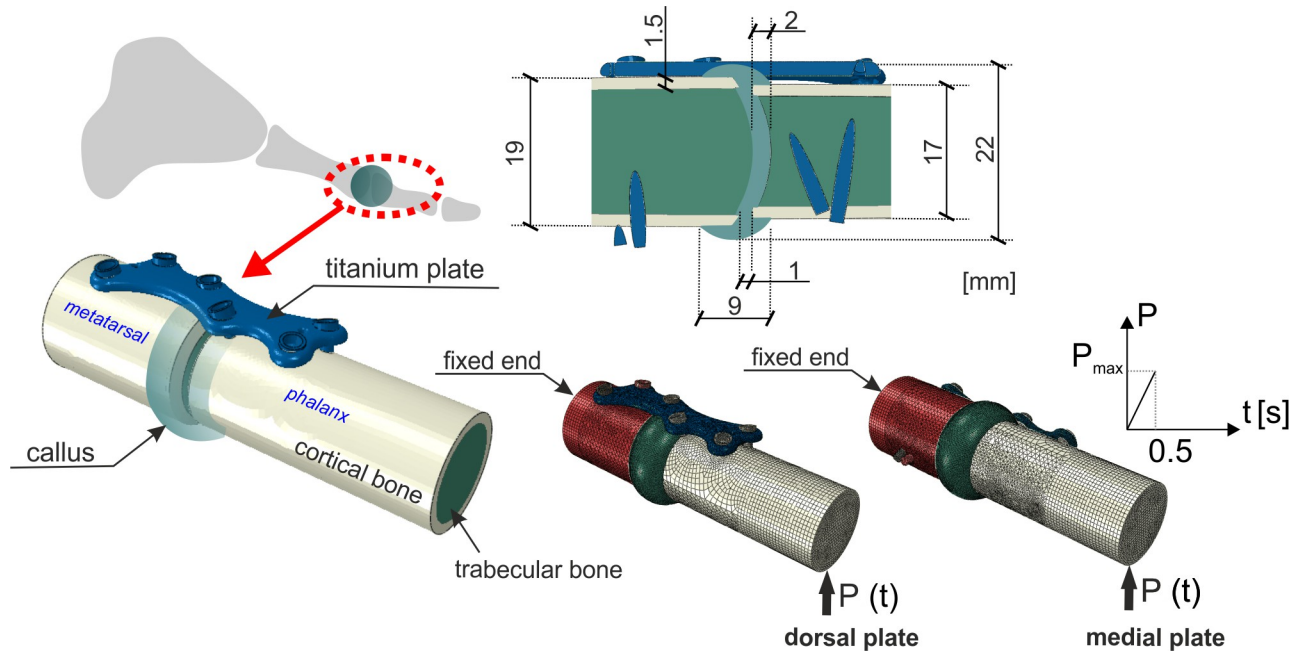 1.5
2
19
17
22
1
9
[mm]
titanium plate
metatarsal
phalanx
callus
cortical bone
trabecular bone
fixed end
fixed end
P
P max
t [s]
0.5
P (t)
P (t)
dorsal plate
medial plate